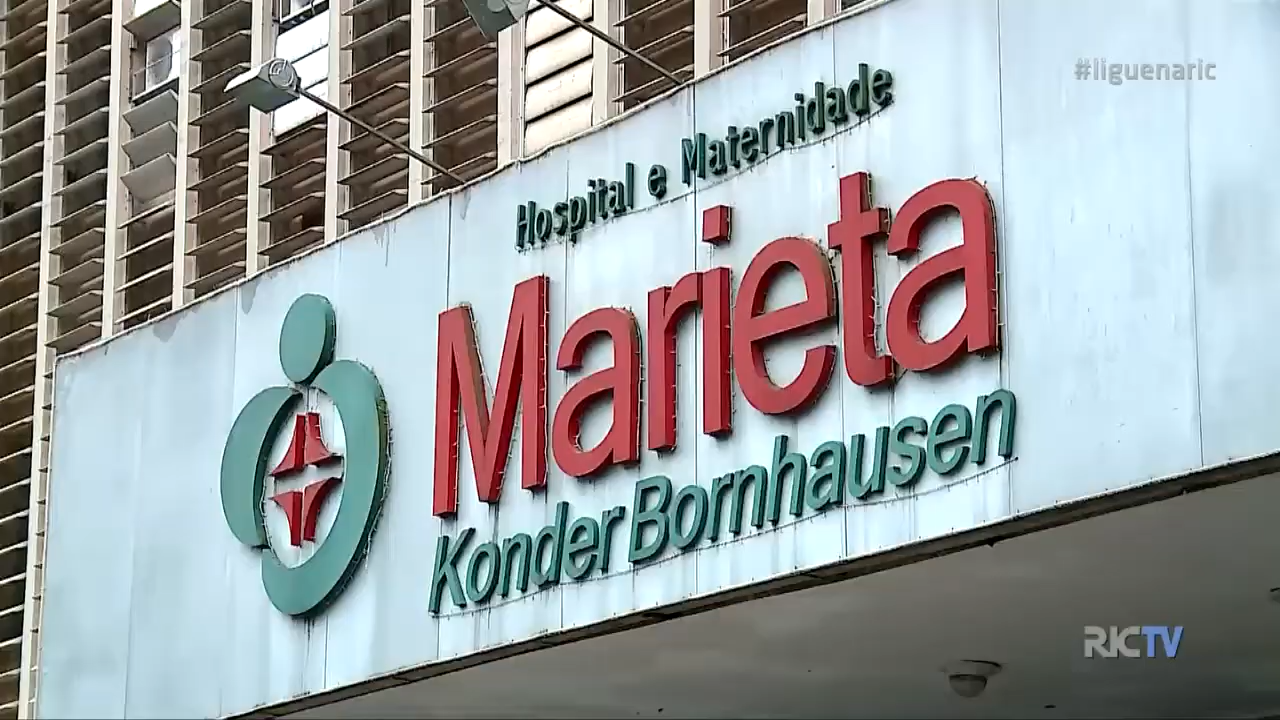 #liguenaric
Hospital e Maternidade
Marieta
Konder Bornhausen
RICTV